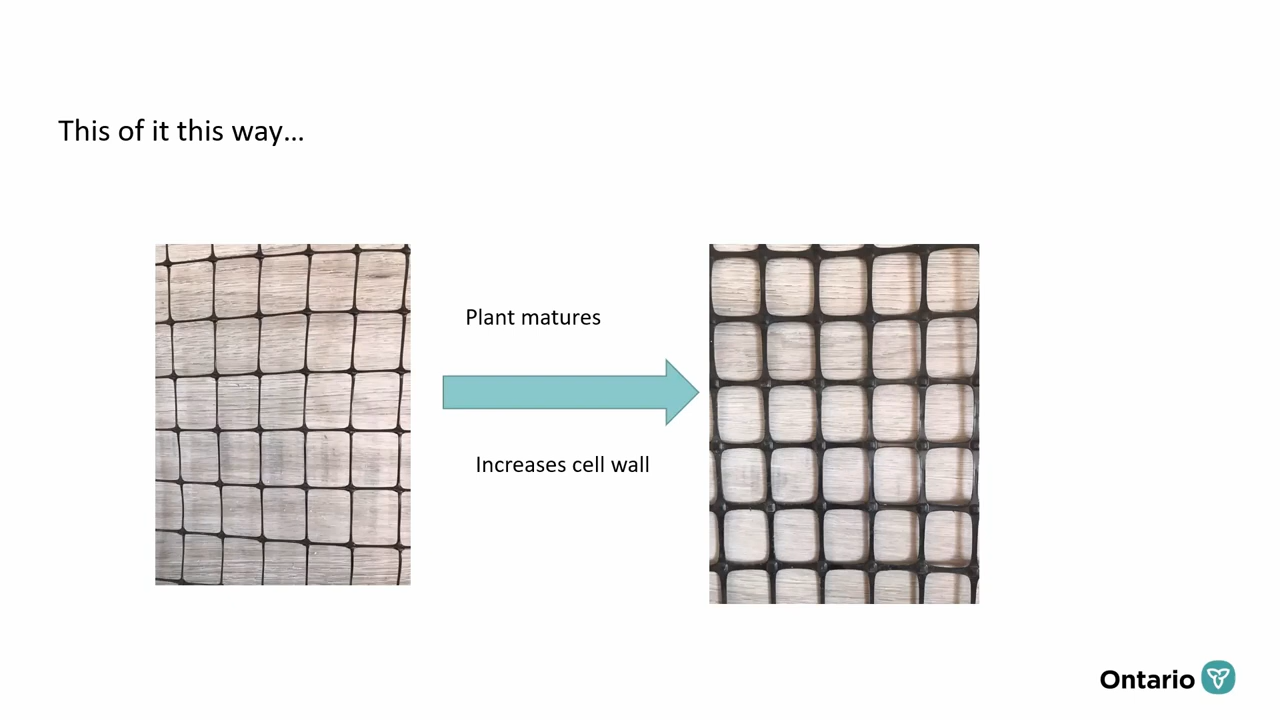 This of it this way...
Plant matures
Increases cell wall
Ontario